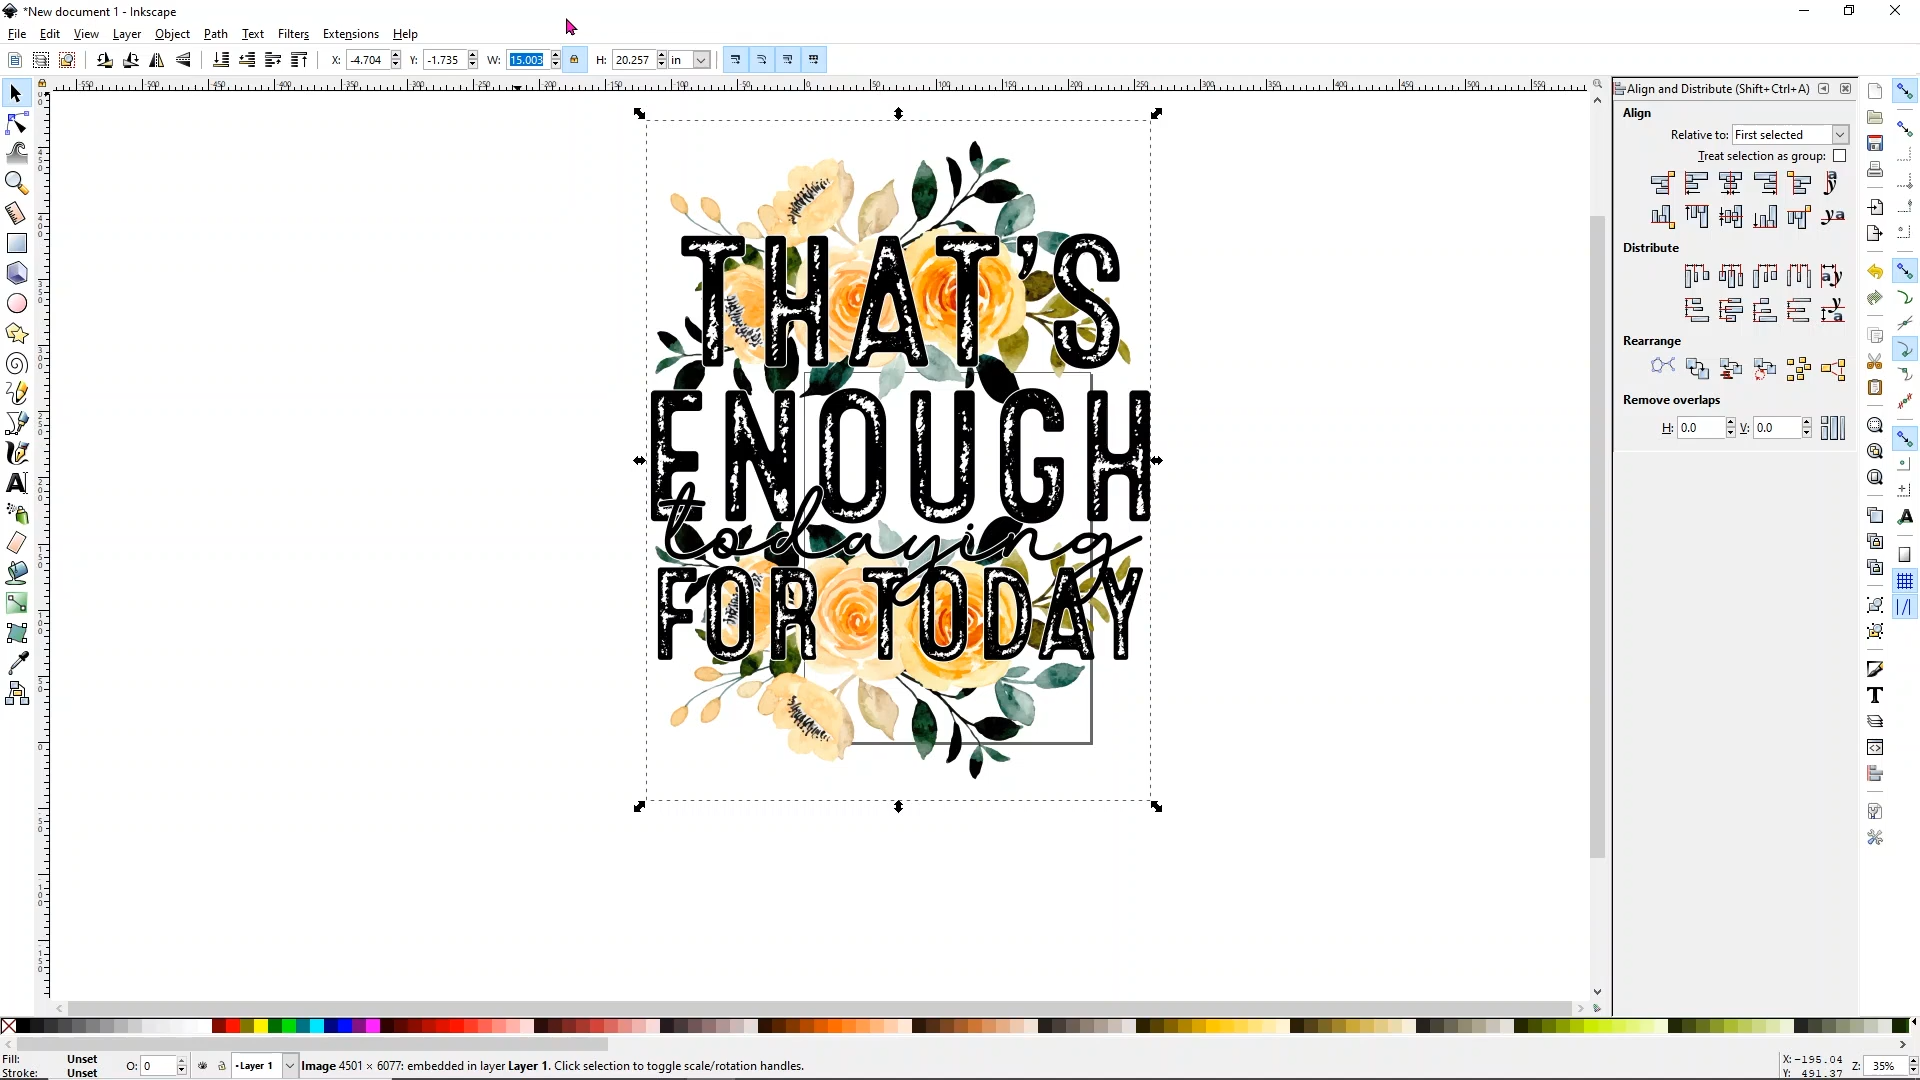 *New document 1 - Inkscape
File Edit View Layer Object Path Text Filters Extensions Help
X: -4.704 Y: -1.735 W: 15.003 H: 20.257 in
Align and Distribute (Shift+Ctrl+A)
Align
Relative to: First selected
Treat selection as group:
Distribute
Rearrange
Remove overlaps
H: 0.0 V: 0.0
THAT'S
ENOUGH
todaying
FOR TODAY
Fill: Unset
Stroke: Unset
O: 0
•Layer 1
Image 4501 × 6077: embedded in layer Layer 1. Click selection to toggle scale/rotation handles.
X: -195.04
Y: 491.37
Z: 35%